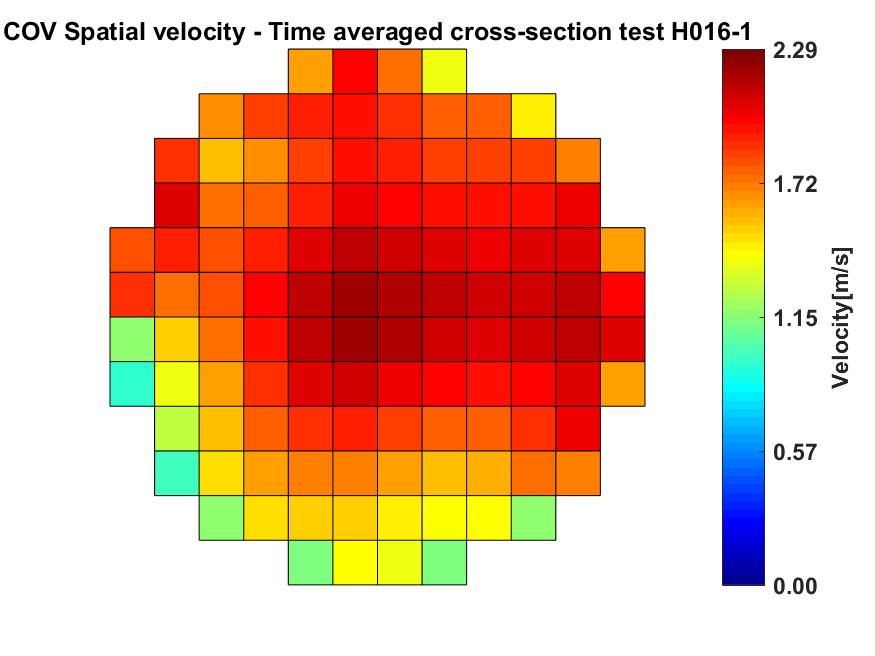 COV Spatial velocity - Time averaged cross-section test H016-1
2.29
1.72
1.15
0.57
0.00
Velocity[m/s]